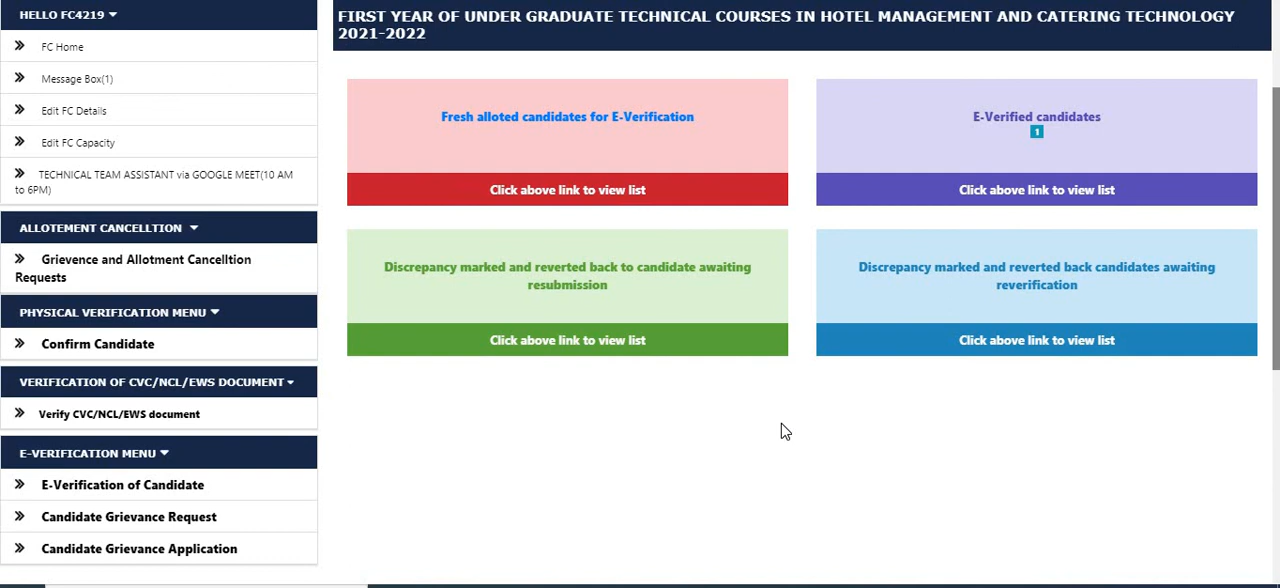 HELLO FC4219
FC Home
Message Box(1)
Edit FC Details
Edit FC Capacity
TECHNICAL TEAM ASSISTANT via GOOGLE MEET(10 AM
to 6PM)
ALLOTEMENT CANCELLTION
Grievence and Allotment Cancelltion
Requests
PHYSICAL VERIFICATION MENU
Confirm Candidate
VERIFICATION OF CVC/NCL/EWS DOCUMENT
Verify CVC/NCL/EWS document
E-VERIFICATION MENU
E-Verification of Candidate
Candidate Grievance Request
Candidate Grievance Application
FIRST YEAR OF UNDER GRADUATE TECHNICAL COURSES IN HOTEL MANAGEMENT AND CATERING TECHNOLOGY
2021-2022
Fresh alloted candidates for E-Verification
Click above link to view list
E-Verified candidates
1
Click above link to view list
Discrepancy marked and reverted back to candidate awaiting
resubmission
Click above link to view list
Discrepancy marked and reverted back candidates awaiting
reverification
Click above link to view list